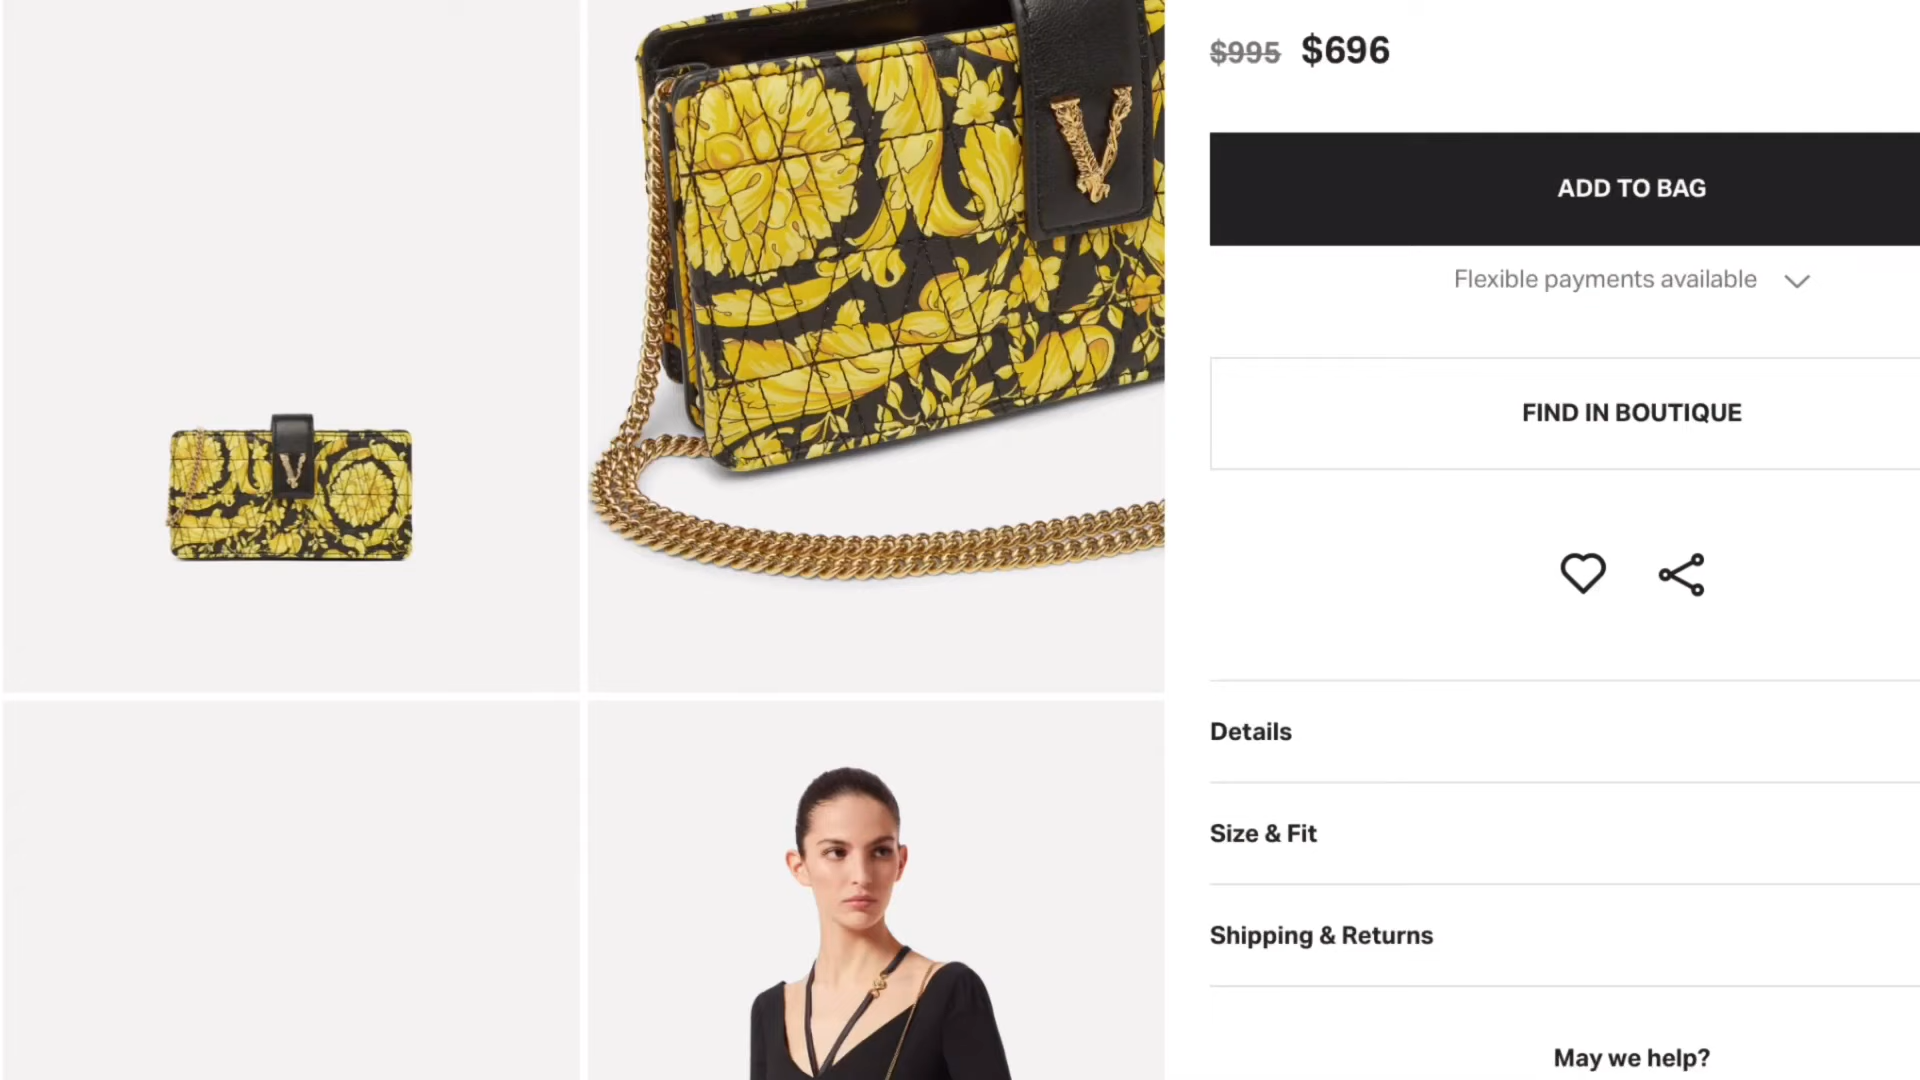 $995 $696
ADD TO BAG
Flexible payments available
FIND IN BOUTIQUE
Details
Size & Fit
Shipping & Returns
May we help?
V
V